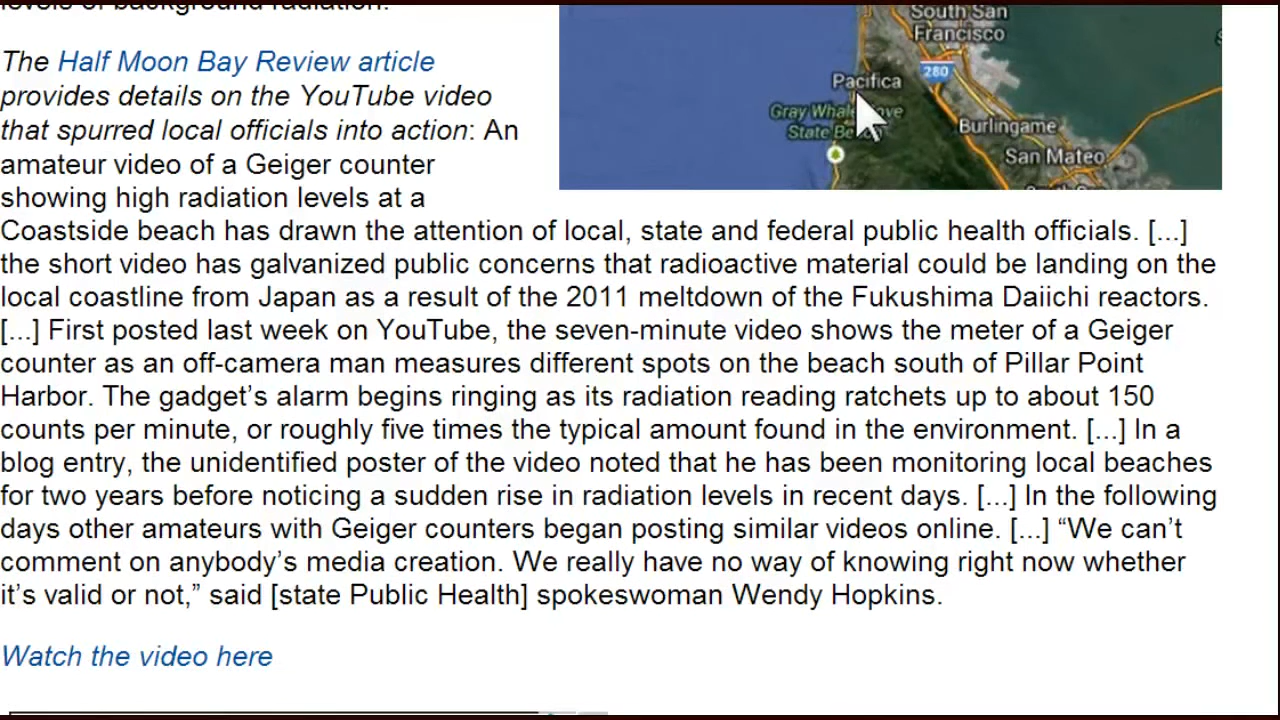 levels of background radiation.
The Half Moon Bay Review article
provides details on the YouTube video
that spurred local officials into action: An
amateur video of a Geiger counter
showing high radiation levels at a
Coastside beach has drawn the attention of local, state and federal public health officials. [...]
the short video has galvanized public concerns that radioactive material could be landing on the
local coastline from Japan as a result of the 2011 meltdown of the Fukushima Daiichi reactors.
[...] First posted last week on YouTube, the seven-minute video shows the meter of a Geiger
counter as an off-camera man measures different spots on the beach south of Pillar Point
Harbor. The gadget’s alarm begins ringing as its radiation reading ratchets up to about 150
counts per minute, or roughly five times the typical amount found in the environment. [...] In a
blog entry, the unidentified poster of the video noted that he has been monitoring local beaches
for two years before noticing a sudden rise in radiation levels in recent days. [...] In the following
days other amateurs with Geiger counters began posting similar videos online. [...] “We can’t
comment on anybody’s media creation. We really have no way of knowing right now whether
it’s valid or not,” said [state Public Health] spokeswoman Wendy Hopkins.
Watch the video here
South San
Francisco
280
Pacifica
Gray Whale Cove
State Beach
Burlingame
San Mateo